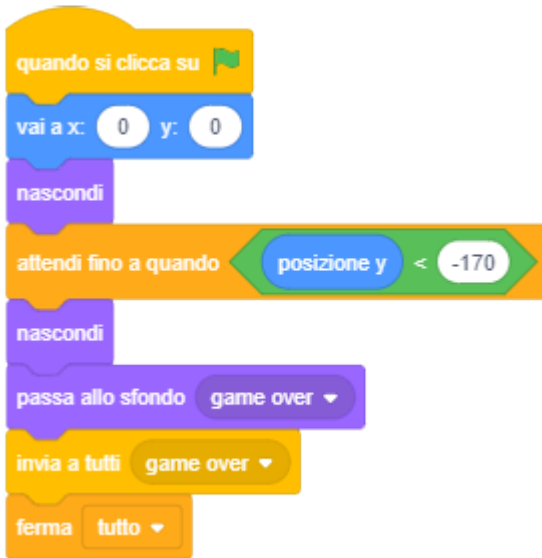 quando si clicca su
vai a x: 0 y: 0
nascondi
attendi fino a quando posizione y < -170
nascondi
passa allo sfondo game over
invia a tutti game over
ferma tutto